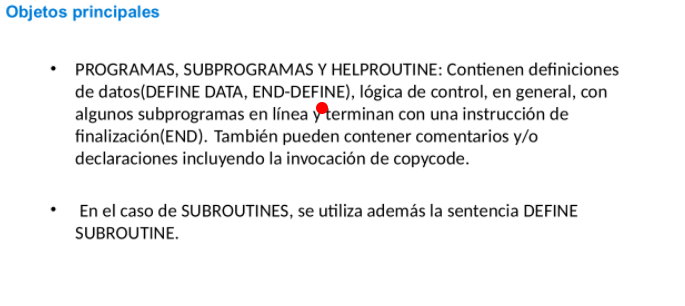 Objetos principales
• PROGRAMAS, SUBPROGRAMAS Y HELPROUTINE: Contienen definiciones
de datos(DEFINE DATA, END-DEFINE), lógica de control, en general, con
algunos subprogramas en línea y terminan con una instrucción de
finalización(END). También pueden contener comentarios y/o
declaraciones incluyendo la invocación de copycode.
• En el caso de SUBROUTINES, se utiliza además la sentencia DEFINE
SUBROUTINE.